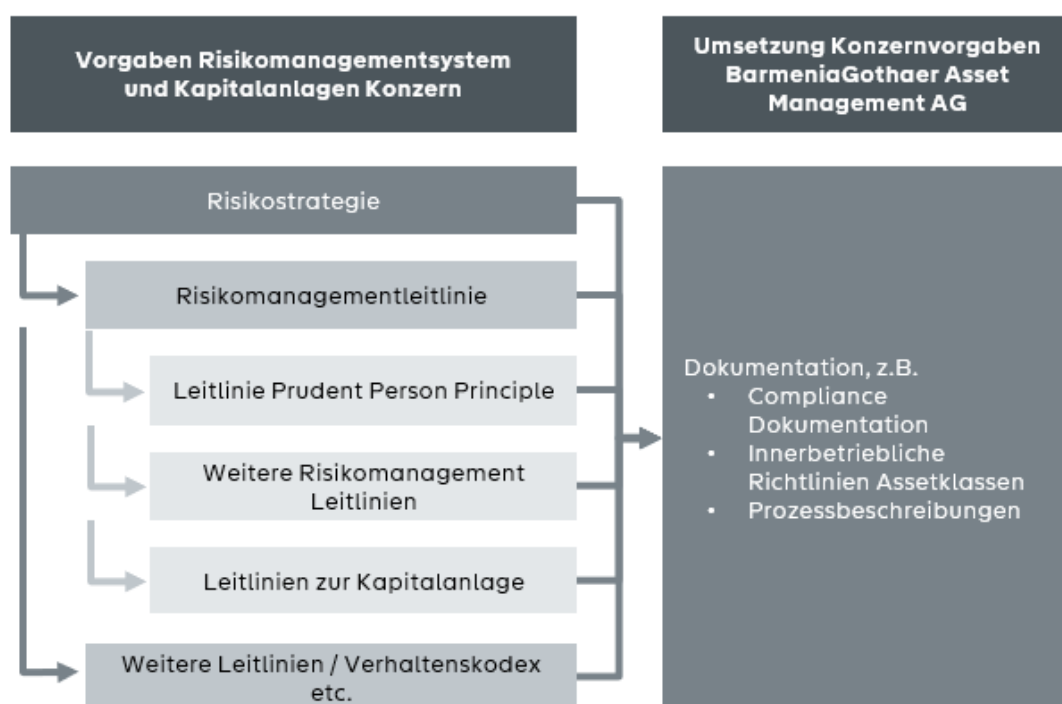 Vorgaben Risikomanagementsystem
und Kapitalanlagen Konzern
Umsetzung Konzernvorgaben
BarmeniaGothaer Asset
Management AG
Risikostrategie
Risikomanagementleitlinie
Leitlinie Prudent Person Principle
Weitere Risikomanagement
Leitlinien
Leitlinien zur Kapitalanlage
Weitere Leitlinien / Verhaltenskodex
etc.
Dokumentation, z.B.
• Compliance
Dokumentation
• Innerbetriebliche
Richtlinien Assetklassen
• Prozessbeschreibungen